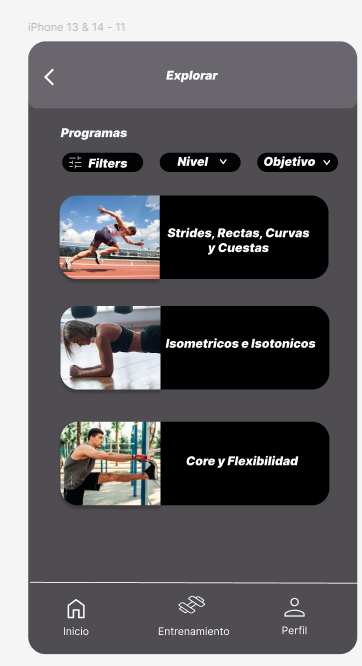 iPhone 13 & 14 - 11
Explorar
Programas
Filters
Nivel
Objetivo
Strides, Rectas, Curvas
y Cuestas
Isometricos e Isotonicos
Core y Flexibilidad
Inicio
Entrenamiento
Perfil